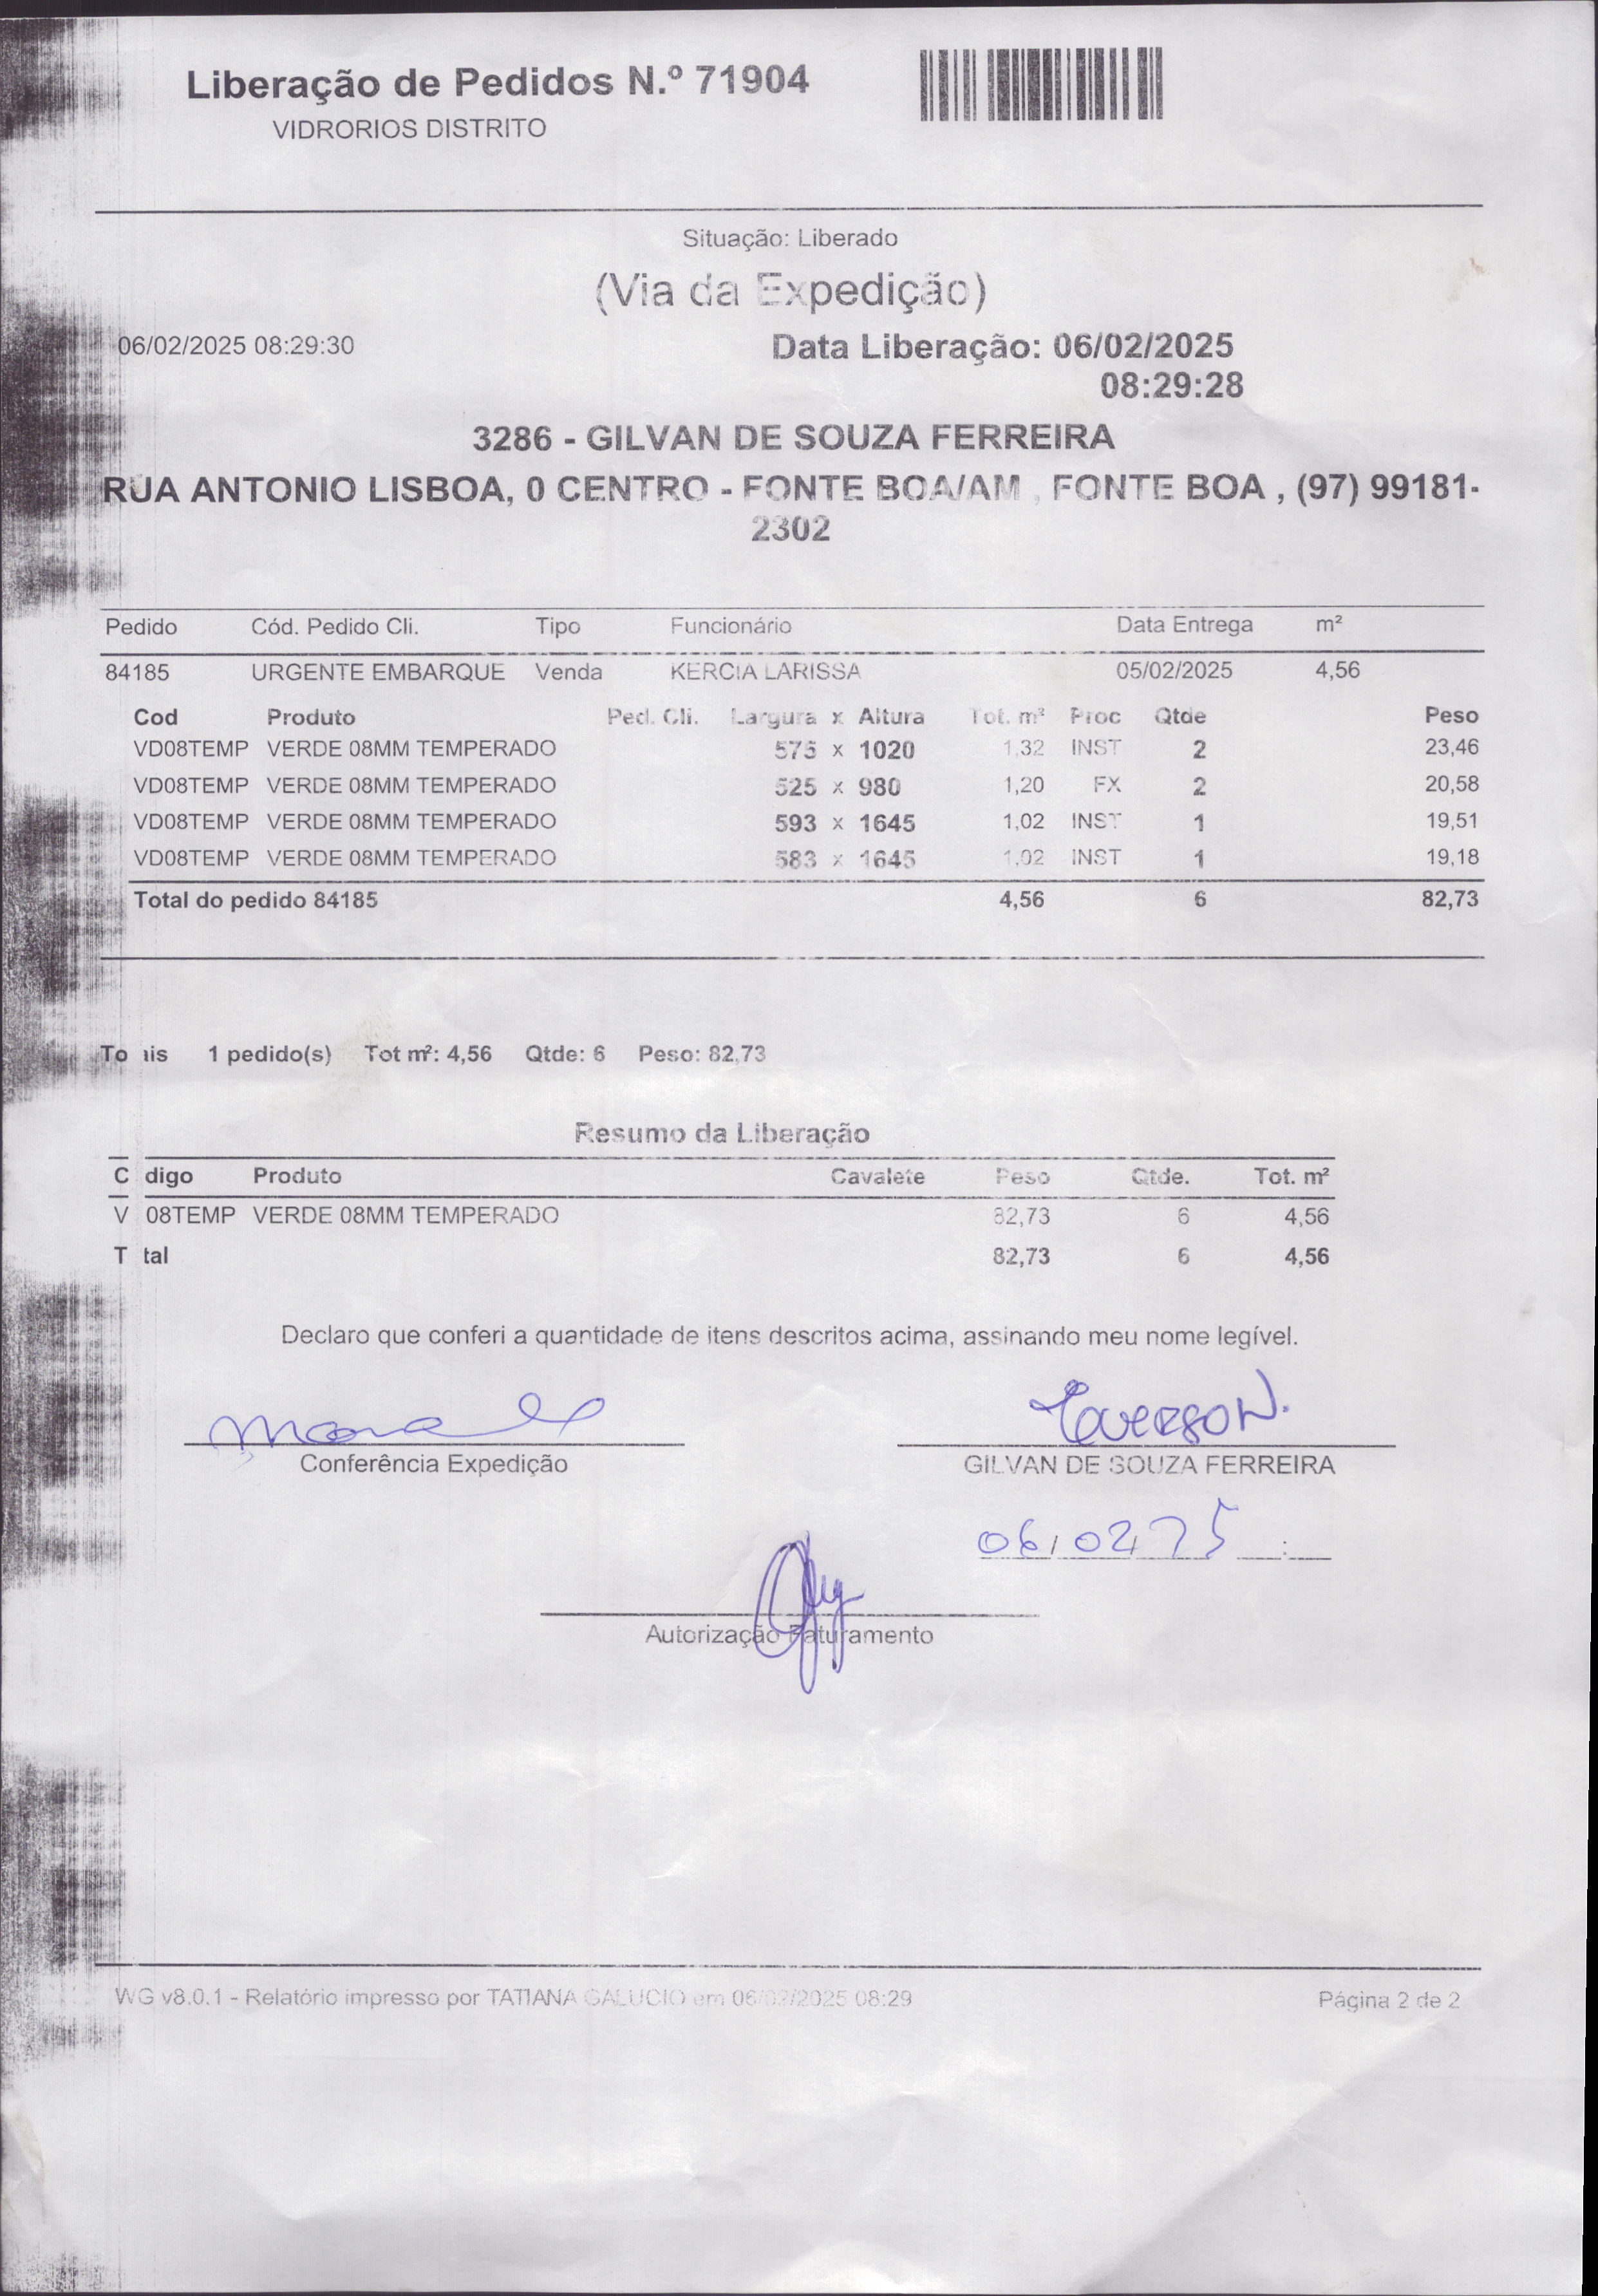 Liberação de Pedidos N.º 71904
VIDRORIOS DISTRITO
Situação: Liberado
(Via da Expedição)
06/02/2025 08:29:30 Data Liberação: 06/02/2025
08:29:28
3286 - GILVAN DE SOUZA FERREIRA
RUA ANTONIO LISBOA, 0 CENTRO - FONTE BOA/AM , FONTE BOA , (97) 99181-
2302
Pedido Cód. Pedido Cli. Tipo Funcionário Data Entrega m²
84185 URGENTE EMBARQUE Venda KERCIA LARISSA 05/02/2025 4,56
Cod Produto Ped. Cli. Largura x Altura Tot. m² Proc Qtde Peso
VD08TEMP VERDE 08MM TEMPERADO 575 x 1020 1,32 INST 2 23,46
VD08TEMP VERDE 08MM TEMPERADO 525 x 980 1,20 FX 2 20,58
VD08TEMP VERDE 08MM TEMPERADO 593 x 1645 1,02 INST 1 19,51
VD08TEMP VERDE 08MM TEMPERADO 583 x 1645 1,02 INST 1 19,18
Total do pedido 84185 4,56 6 82,73
To ais 1 pedido(s) Tot m²: 4,56 Qtde: 6 Peso: 82,73
Resumo da Liberação
C digo Produto Cavalete Peso Qtde. Tot. m²
V 08TEMP VERDE 08MM TEMPERADO 82,73 6 4,56
T tal 82,73 6 4,56
Declaro que conferi a quantidade de itens descritos acima, assinando meu nome legível.
Everson
Conferência Expedição GILVAN DE SOUZA FERREIRA
06/02/25 :
Autorização Faturamento
WG v8.0.1 - Relatório impresso por TATIANA GALUCIO em 06/02/2025 08:29 Página 2 de 2